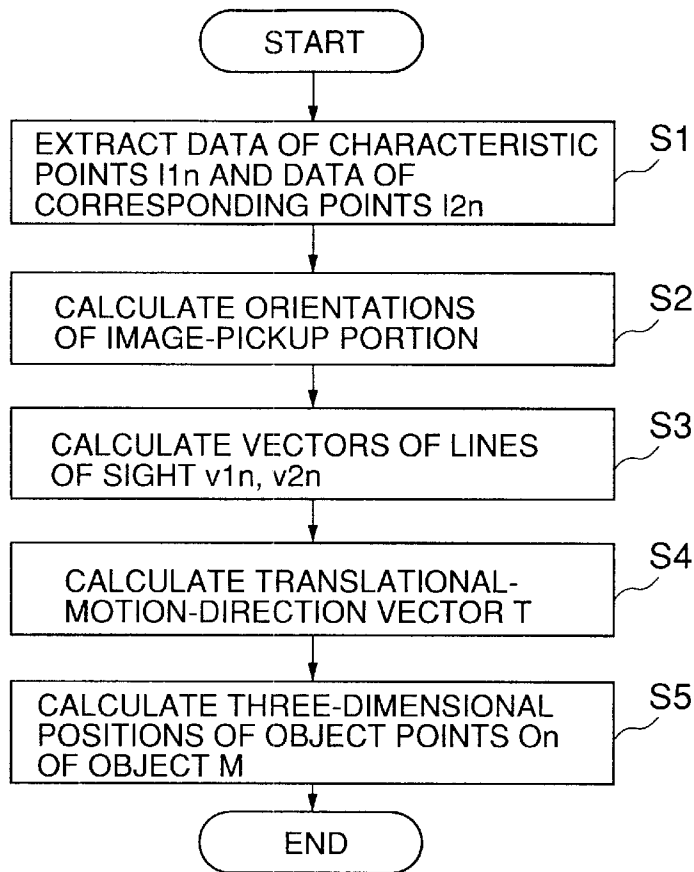 START
EXTRACT DATA OF CHARACTERISTIC
POINTS I1n AND DATA OF
CORRESPONDING POINTS I2n
S1
CALCULATE ORIENTATIONS
OF IMAGE-PICKUP PORTION
S2
CALCULATE VECTORS OF LINES
OF SIGHT v1n, v2n
S3
CALCULATE TRANSLATIONAL-
MOTION-DIRECTION VECTOR T
S4
CALCULATE THREE-DIMENSIONAL
POSITIONS OF OBJECT POINTS On
OF OBJECT M
S5
END